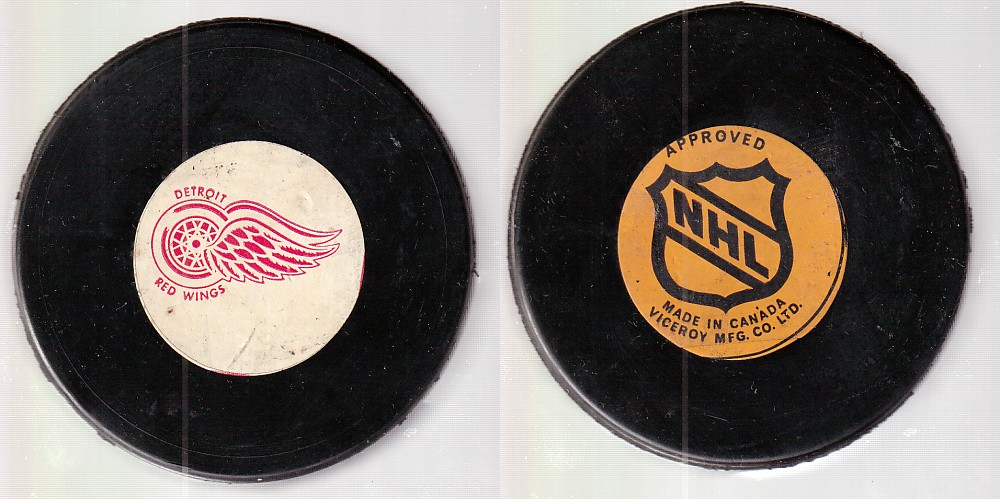 DETROIT
RED WINGS
APPROVED
NHL
MADE IN CANADA
VICEROY MFG. CO. LTD.